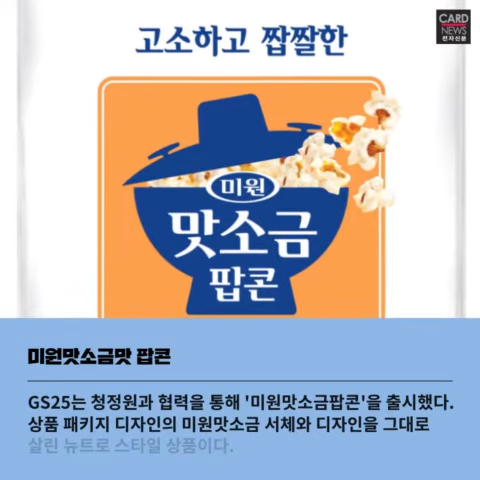 CARD
NEWS
전자신문
고소하고 짭짤한
미원
맛소금
팝콘
미원맛소금맛 팝콘
GS25는 청정원과 협력을 통해 '미원맛소금팝콘'을 출시했다.
상품 패키지 디자인의 미원맛소금 서체와 디자인을 그대로
살린 뉴트로 스타일 상품이다.